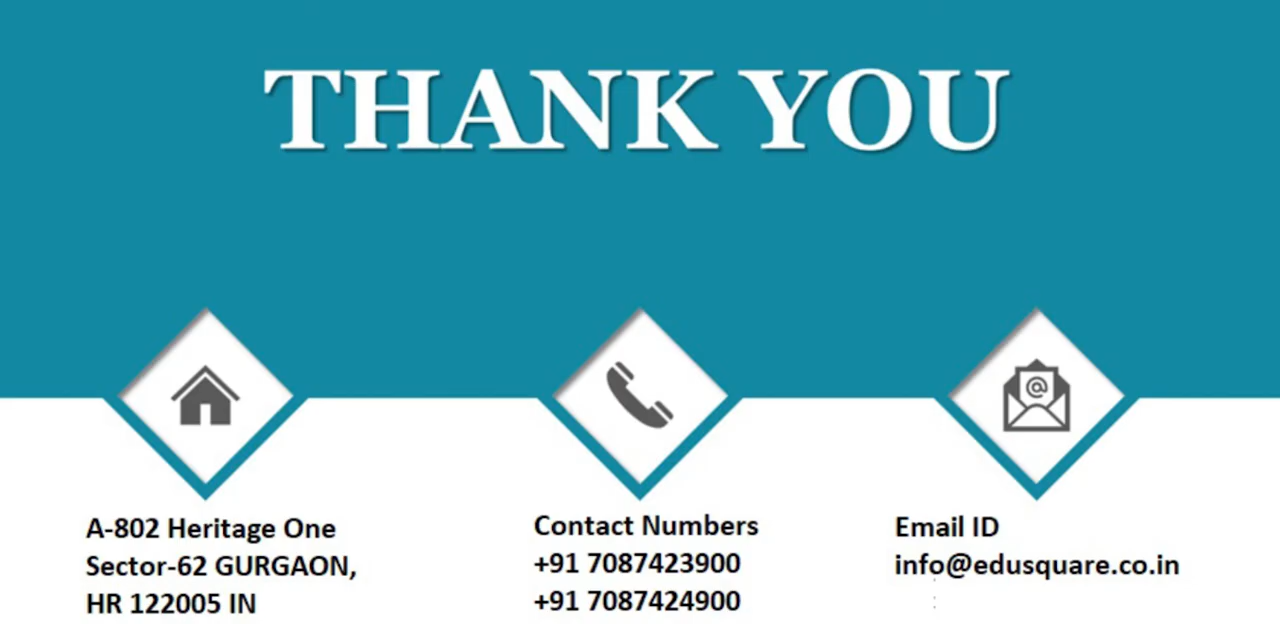 THANK YOU
A-802 Heritage One
Sector-62 GURGAON,
HR 122005 IN
Contact Numbers
+91 7087423900
+91 7087424900
Email ID
info@edusquare.co.in